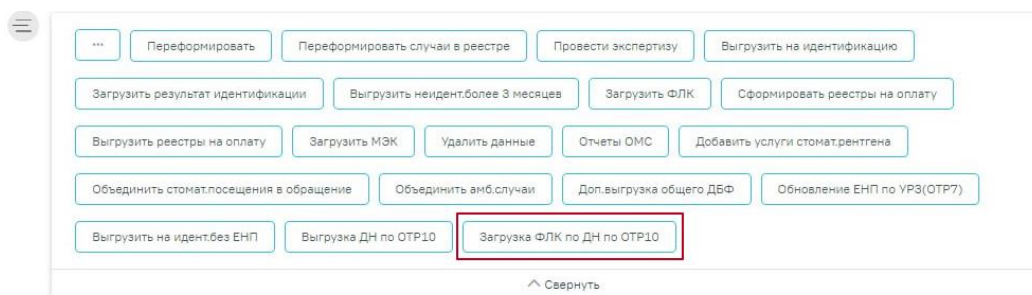 ... Переформировать Переформировать случаи в реестре Провести экспертизу Выгрузить на идентификацию
Загрузить результат идентификации Выгрузить неидент.более 3 месяцев Загрузить ФЛК Сформировать реестры на оплату
Выгрузить реестры на оплату Загрузить МЭК Удалить данные Отчеты ОМС Добавить услуги стомат.рентгена
Объединить стомат.посещения в обращение Объединить амб.случаи Доп.выгрузка общего ДБФ Обновление ЕНП по УРЗ(ОТР7)
Выгрузить на идент.без ЕНП Выгрузка ДН по ОТР10 Загрузка ФЛК по ДН по ОТР10
Свернуть